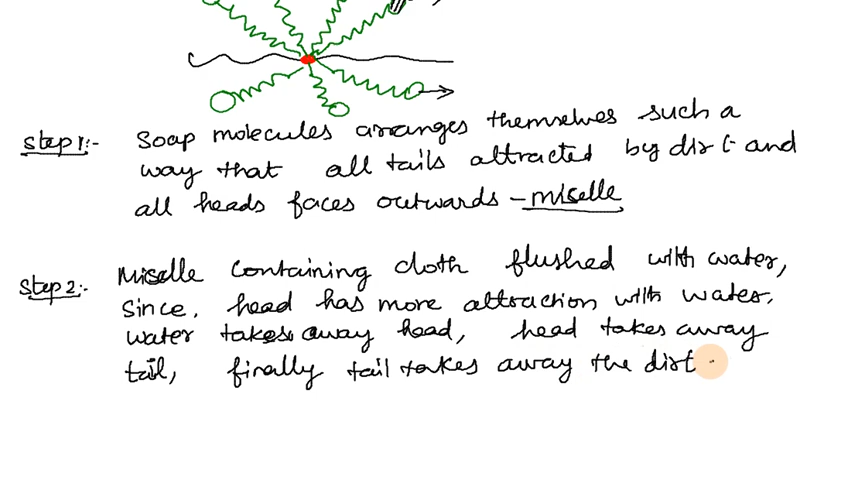 step 1:- Soap molecules arranges themselves such a
way that all tails attracted by dirt and
all heads faces outwards - miselle
step 2:- Miselle containing cloth flushed with water,
Since, head has more attraction with water.
water takes away head, head takes away
tail, finally tail takes away the dirt